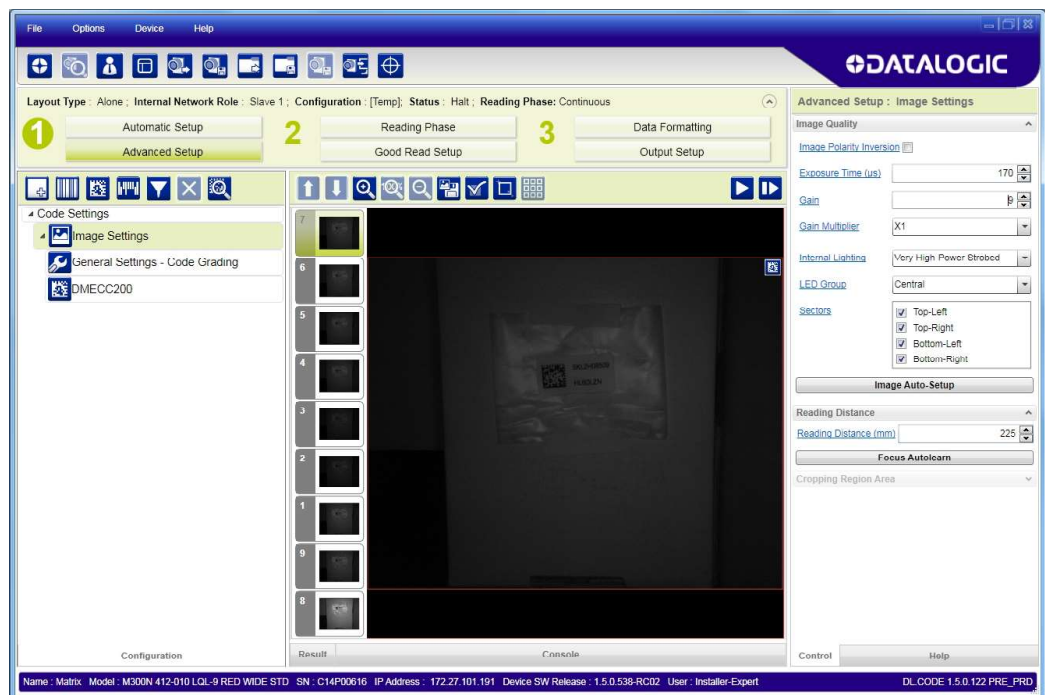 File Options Device Help
DATALOGIC
Layout Type : Alone ; Internal Network Role : Slave 1 ; Configuration : [Temp]; Status : Halt ; Reading Phase: Continuous
1 Automatic Setup 2 Reading Phase 3 Data Formatting
Advanced Setup Good Read Setup Output Setup
Code Settings
Image Settings
General Settings - Code Grading
DMECC200
Configuration
100%
7
6
5
4
3
2
1
9
8
Result Console
Advanced Setup : Image Settings
Image Quality
Image Polarity Inversion
Exposure Time (µs) 170
Gain 9
Gain Multiplier X1
Internal Lighting Very High Power Strobed
LED Group Central
Sectors Top-Left
Top-Right
Bottom-Left
Bottom-Right
Image Auto-Setup
Reading Distance
Reading Distance (mm) 225
Focus Autolearn
Cropping Region Area
Control Help
Name : Matrix Model : M300N 412-010 LQL-9 RED WIDE STD SN : C14P00616 IP Address : 172.27.101.191 Device SW Release : 1.5.0.538-RC02 User : Installer-Expert DL.CODE 1.5.0.122 PRE_PRD